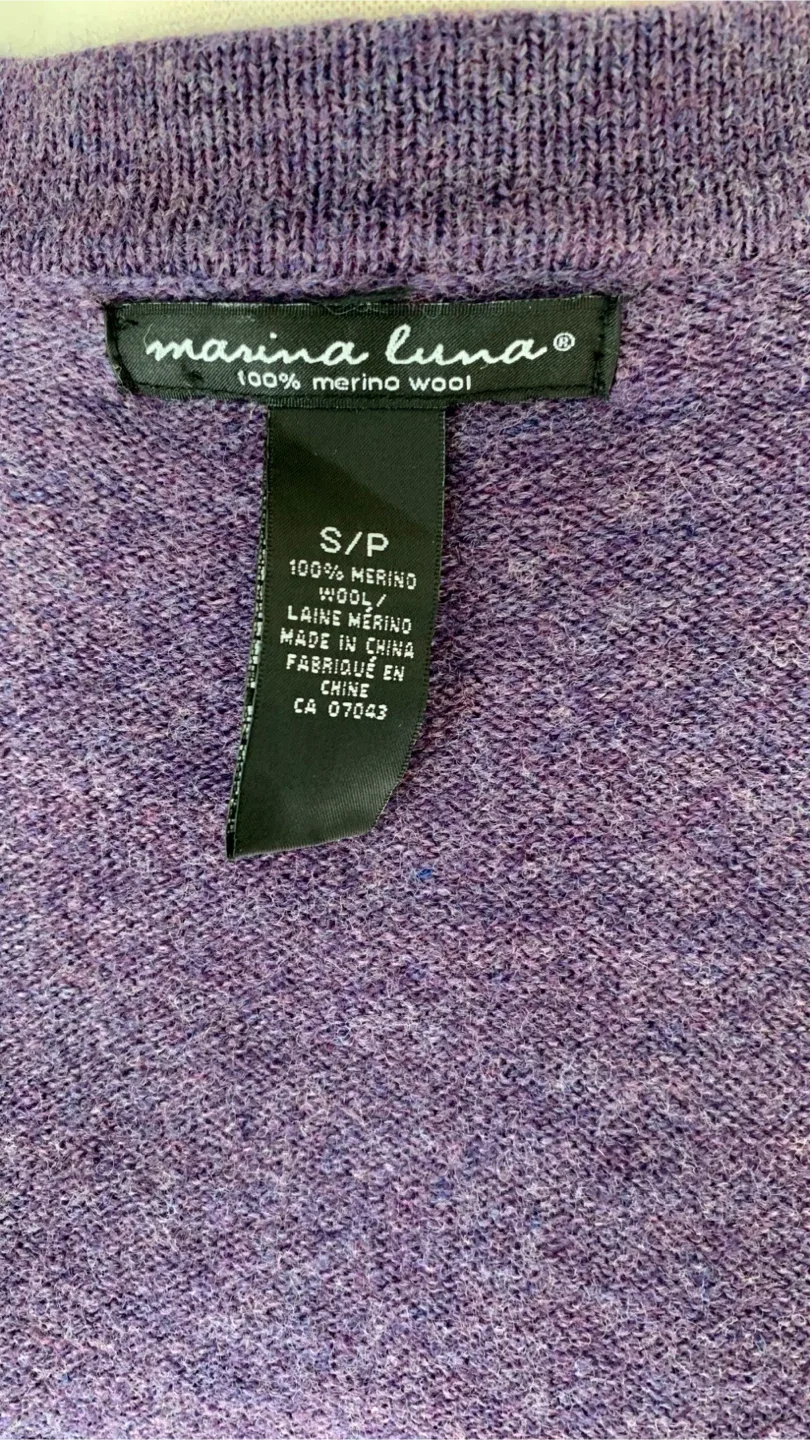 marina luna®
100% merino wool
S/P
100% MERINO
WOOL/
LAINE MÉRINO
MADE IN CHINA
FABRIQUÉ EN
CHINE
CA 07043